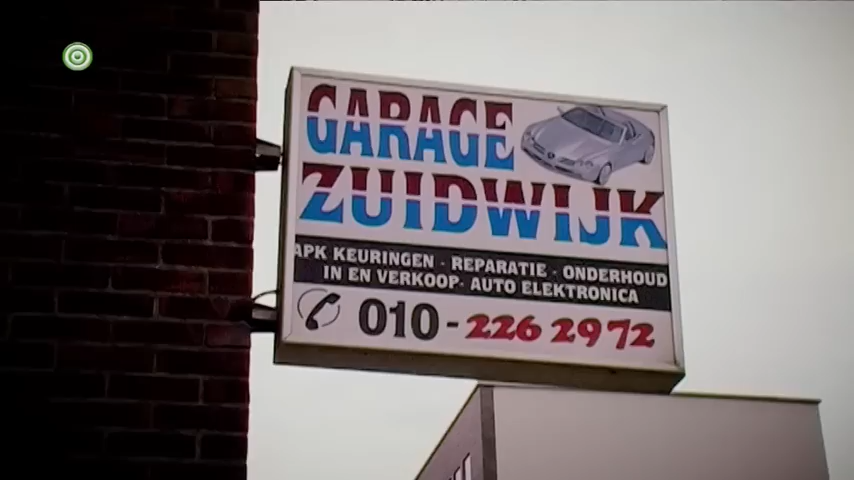 GARAGE
ZUIDWIJK
APK KEURINGEN · REPARATIE · ONDERHOUD
IN EN VERKOOP · AUTO ELEKTRONICA
010-226 2972